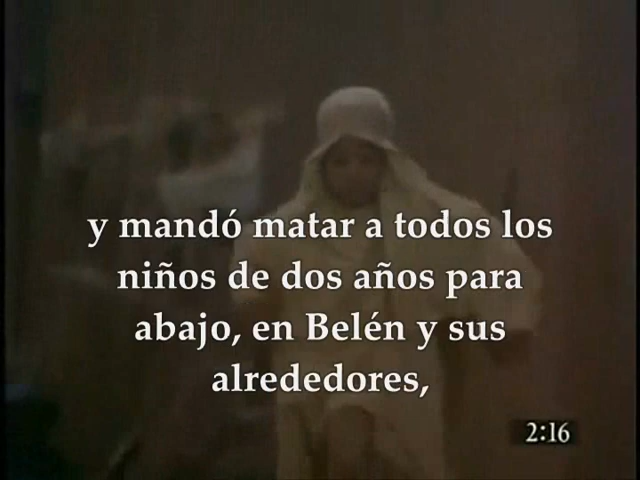 y mandó matar a todos los
niños de dos años para
abajo, en Belén y sus
alrededores,
2:16